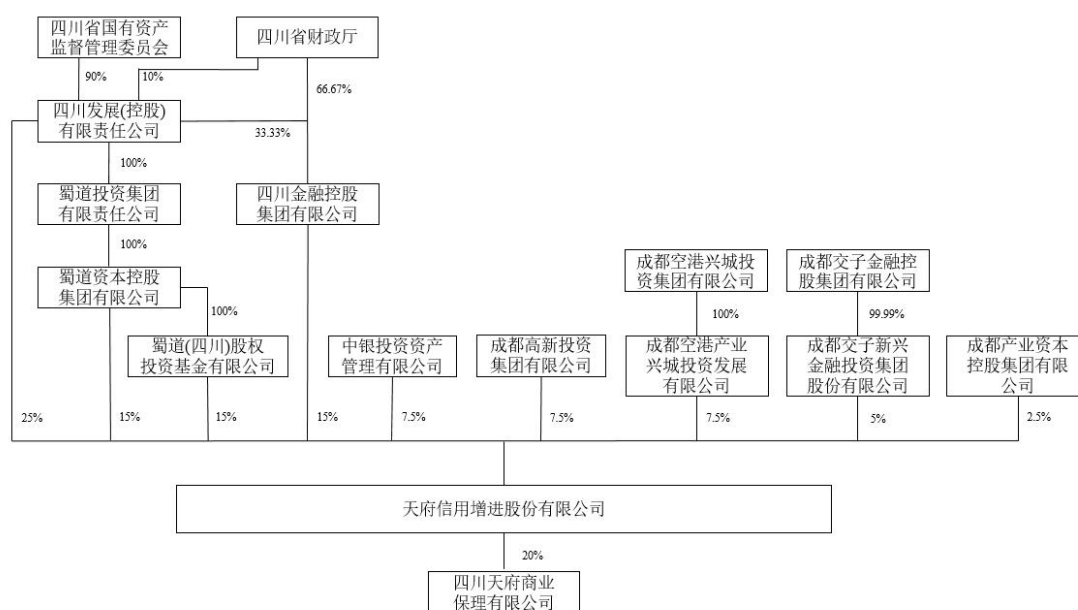 四川省国有资产
监督管理委员会
四川省财政厅
90%
10%
66.67%
四川发展(控股)
有限责任公司
33.33%
100%
蜀道投资集团
有限责任公司
四川金融控股
集团有限公司
100%
蜀道资本控股
集团有限公司
成都空港兴城投
资集团有限公司
成都交子金融控
股集团有限公司
100%
100%
99.99%
蜀道(四川)股权
投资基金有限公司
中银投资资产
管理有限公司
成都高新投资
集团有限公司
成都空港产业
兴城投资发展
有限公司
成都交子新兴
金融投资集团
股份有限公司
成都产业资本
控股集团有限
公司
25%
15%
15%
15%
7.5%
7.5%
7.5%
5%
2.5%
天府信用增进股份有限公司
20%
四川天府商业
保理有限公司